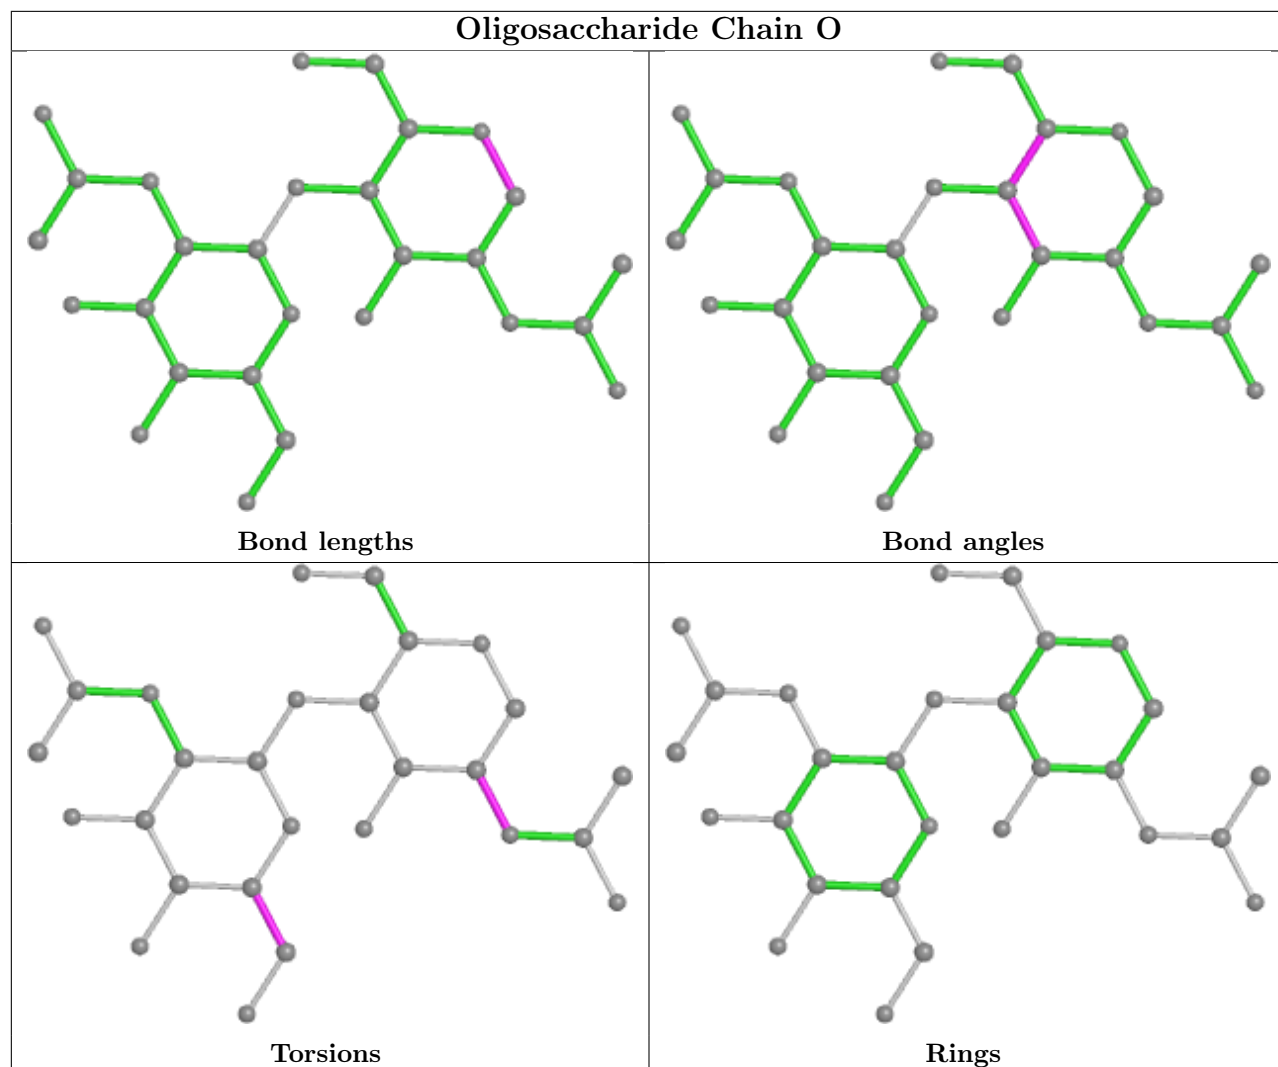 Oligosaccharide Chain O
Bond lengths
Bond angles
Torsions
Rings